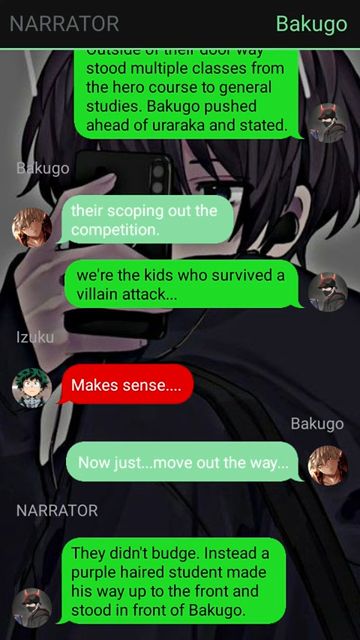 NARRATOR
Bakugo
Outside of their door way
stood multiple classes from
the hero course to general
studies. Bakugo pushed
ahead of uraraka and stated.
Bakugo
their scoping out the
competition.
we're the kids who survived a
villain attack...
Izuku
Makes sense....
Bakugo
Now just...move out the way...
NARRATOR
They didn't budge. Instead a
purple haired student made
his way up to the front and
stood in front of Bakugo.